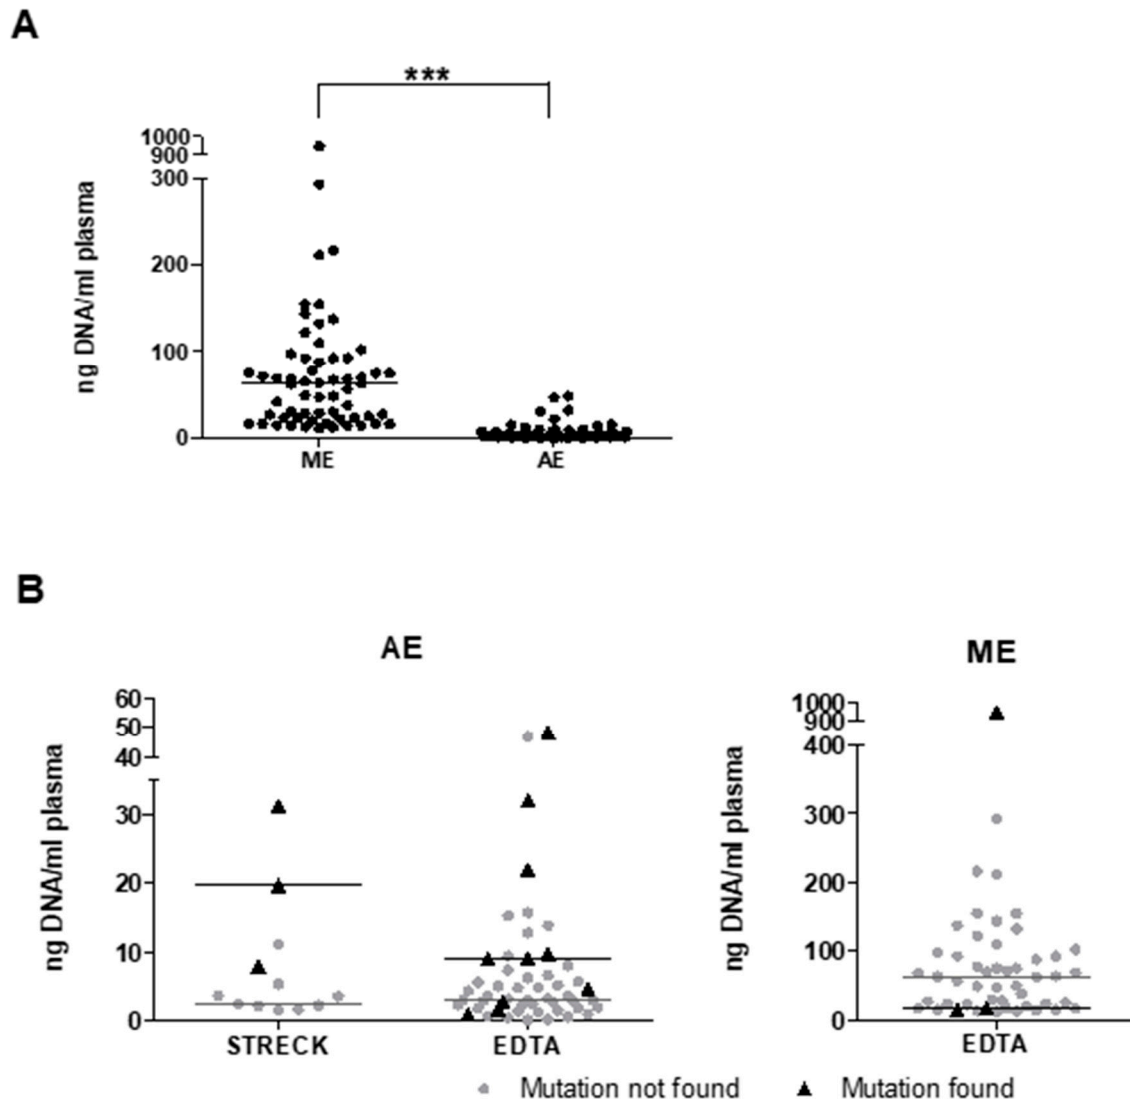 A
***
1000
900
300
200
100
0
ng DNA/ml plasma
ME
AE
B
AE
60
50
40
30
20
10
0
ng DNA/ml plasma
STRECK
EDTA
ME
1000
900
400
300
200
100
0
ng DNA/ml plasma
EDTA
Mutation not found
Mutation found